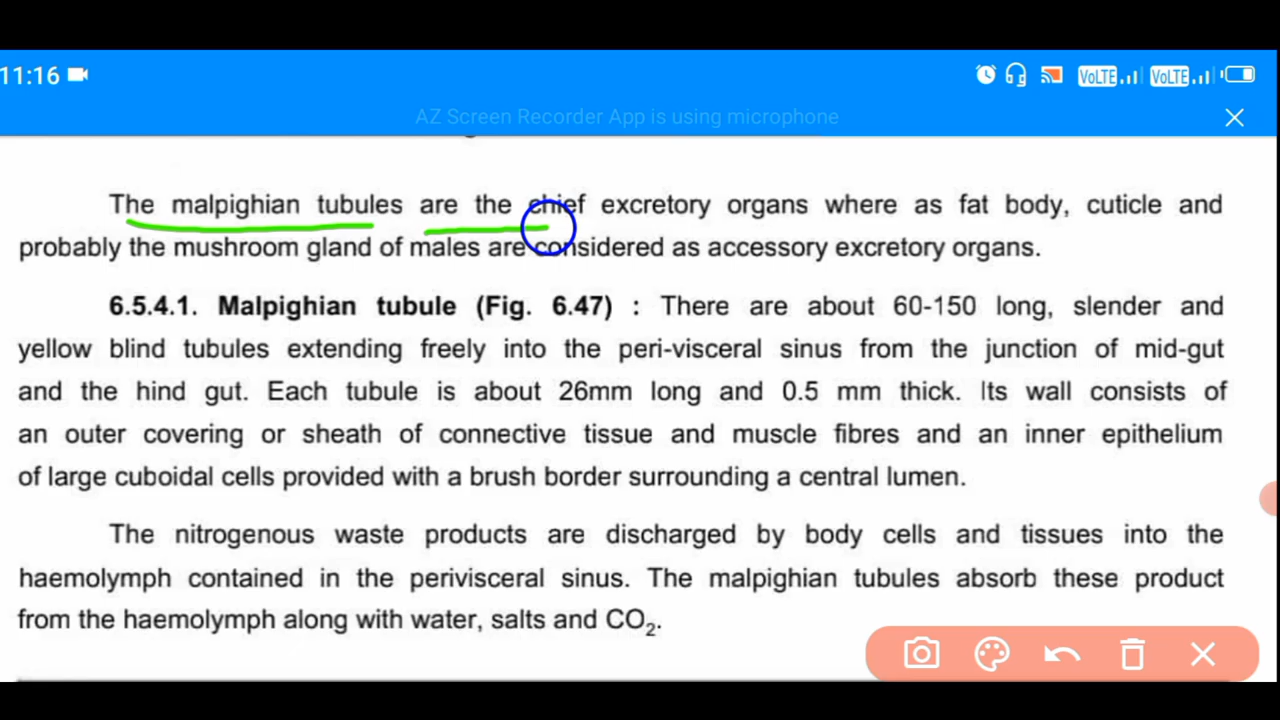 11:16
VoLTE VoLTE
AZ Screen Recorder App is using microphone
The malpighian tubules are the chief excretory organs where as fat body, cuticle and
probably the mushroom gland of males are considered as accessory excretory organs.
6.5.4.1. Malpighian tubule (Fig. 6.47) : There are about 60-150 long, slender and
yellow blind tubules extending freely into the peri-visceral sinus from the junction of mid-gut
and the hind gut. Each tubule is about 26mm long and 0.5 mm thick. Its wall consists of
an outer covering or sheath of connective tissue and muscle fibres and an inner epithelium
of large cuboidal cells provided with a brush border surrounding a central lumen.
The nitrogenous waste products are discharged by body cells and tissues into the
haemolymph contained in the perivisceral sinus. The malpighian tubules absorb these product
from the haemolymph along with water, salts and CO₂.